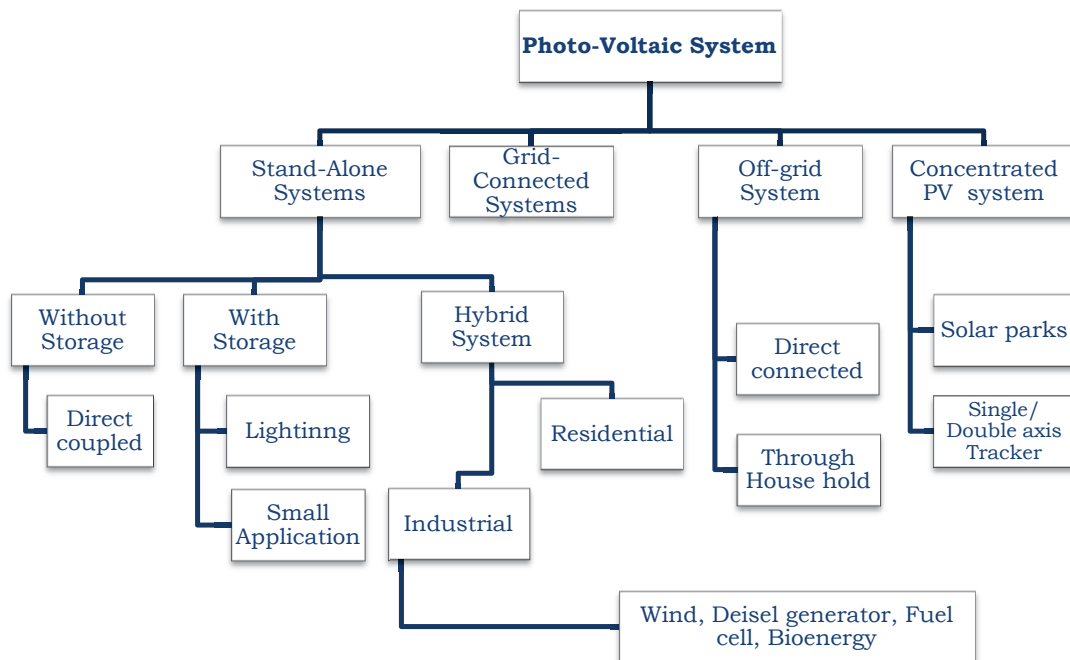 Photo-Voltaic System
Stand-Alone
Systems
Grid-
Connected
Systems
Off-grid
System
Concentrated
PV system
Without
Storage
With
Storage
Hybrid
System
Solar parks
Direct
connected
Direct
coupled
Lightinng
Residential
Single/
Double axis
Tracker
Through
House hold
Small
Application
Industrial
Wind, Deisel generator, Fuel
cell, Bioenergy